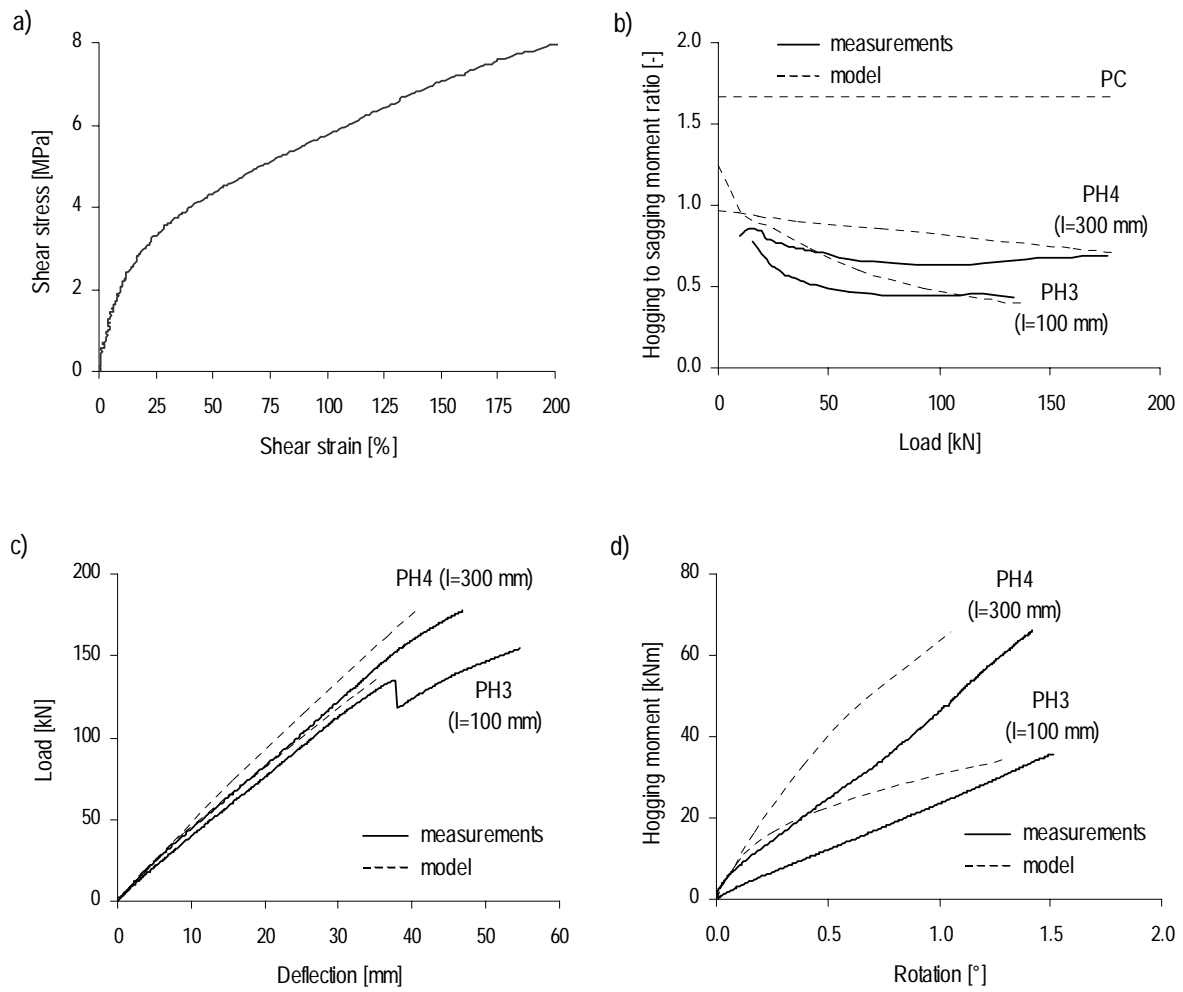 a)
8
6
4
2
0
0 25 50 75 100 125 150 175 200
Shear stress [MPa]
Shear strain [%]
b)
2.0
1.5
1.0
0.5
0.0
0 50 100 150 200
Hogging to sagging moment ratio [-]
Load [kN]
measurements
model
PC
PH4
(l=300 mm)
PH3
(l=100 mm)
c)
200
150
100
50
0
0 10 20 30 40 50 60
Load [kN]
Deflection [mm]
PH4 (l=300 mm)
PH3
(l=100 mm)
measurements
model
d)
80
60
40
20
0
0.0 0.5 1.0 1.5 2.0
Hogging moment [kNm]
Rotation [°]
PH4
(l=300 mm)
PH3
(l=100 mm)
measurements
model